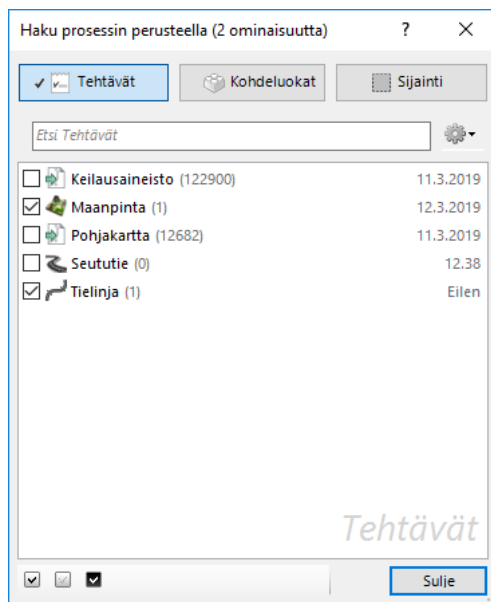 Haku prosessin perusteella (2 ominaisuutta) ?
Tehtävät Kohdeluokat Sijainti
Etsi Tehtävät
Keilausaineisto (122900) 11.3.2019
Maanpinta (1) 12.3.2019
Pohjakartta (12682) 11.3.2019
Seututie (0) 12.38
Tielinja (1) Eilen
Tehtävät
Sulje